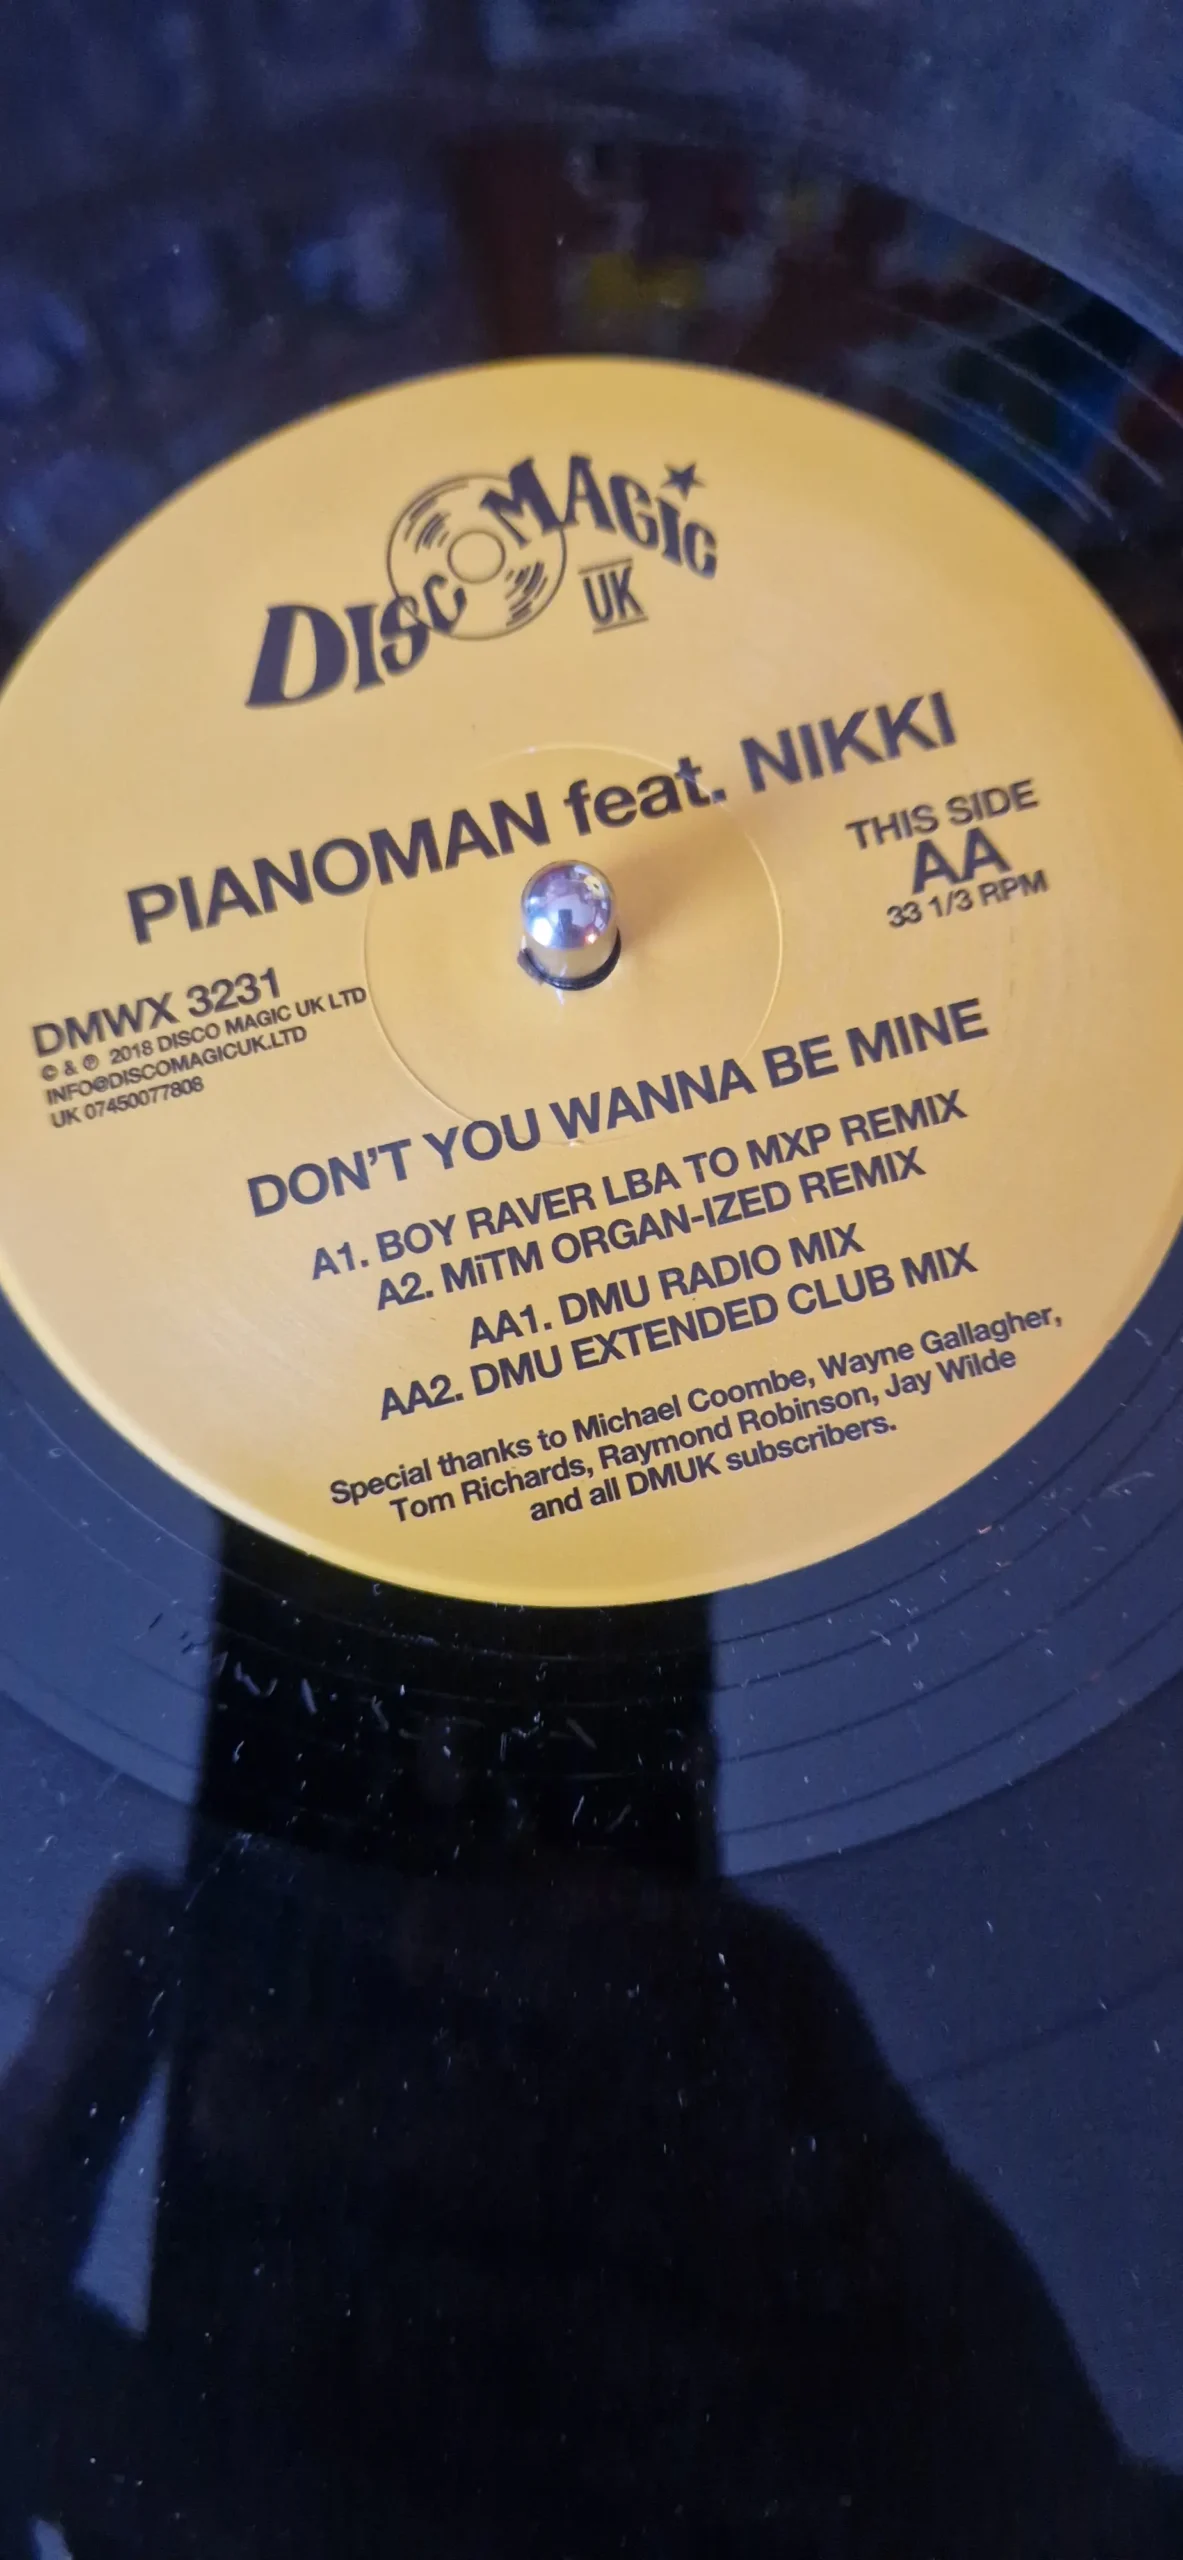 DISCO MAGIC
UK
PIANOMAN feat. NIKKI
THIS SIDE
AA
33 1/3 RPM
DMWX 3231
© & ℗ 2018 DISCO MAGIC UK LTD
INFO@DISCOMAGICUK.LTD
UK 07450077808
DON'T YOU WANNA BE MINE
A1. BOY RAVER LBA TO MXP REMIX
A2. MiTM ORGAN-IZED REMIX
AA1. DMU RADIO MIX
AA2. DMU EXTENDED CLUB MIX
Special thanks to Michael Coombe, Wayne Gallagher,
Tom Richards, Raymond Robinson, Jay Wilde
and all DMUK subscribers.